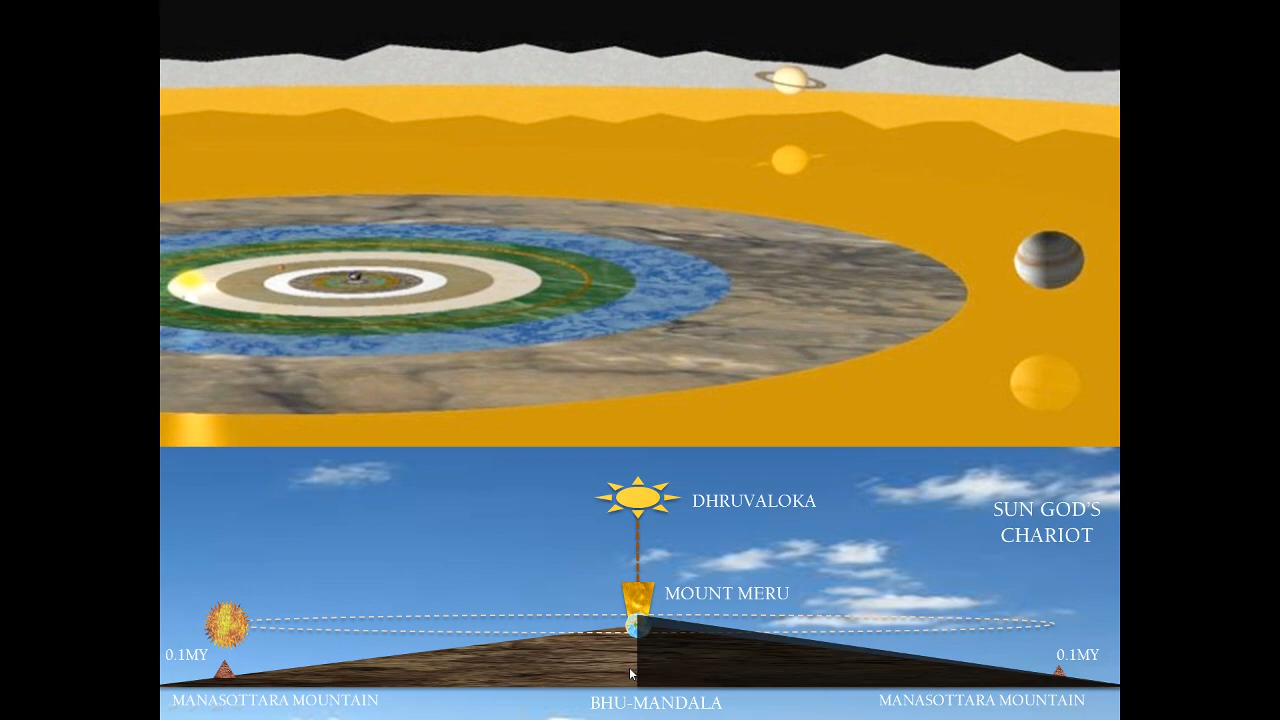 DHRUVALOKA
SUN GOD'S
CHARIOT
MOUNT MERU
0.1MY
0.1MY
MANASOTTARA MOUNTAIN
BHU-MANDALA
MANASOTTARA MOUNTAIN